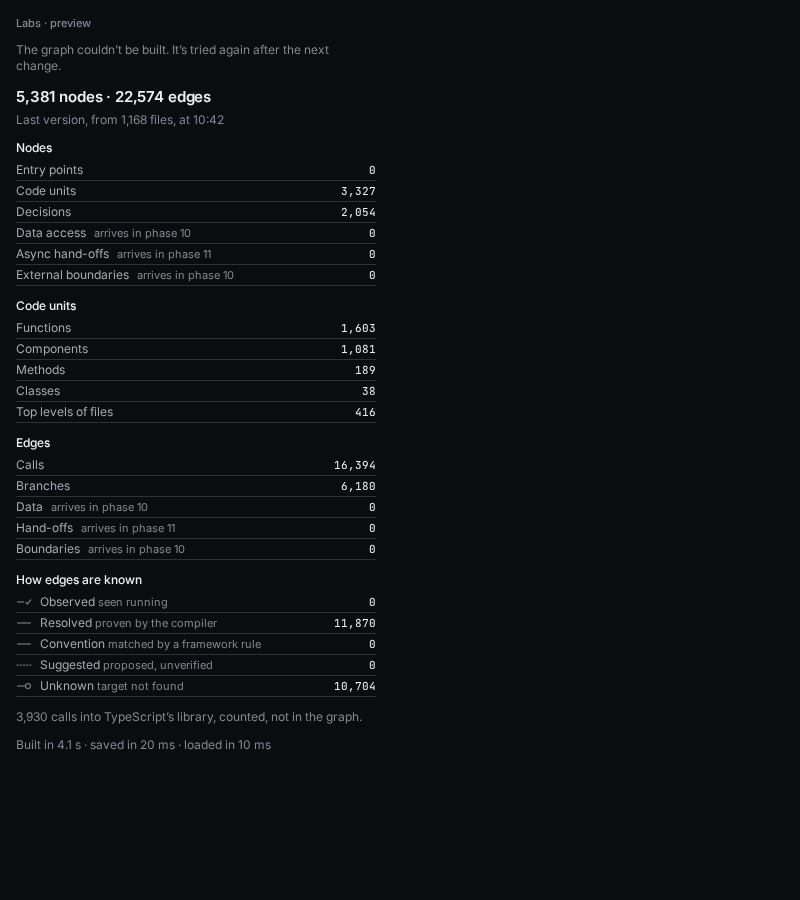 Labs · preview
The graph couldn’t be built. It’s tried again after the next
change.
5,381 nodes · 22,574 edges
Last version, from 1,168 files, at 10:42
Nodes
Entry points 0
Code units 3,327
Decisions 2,054
Data access arrives in phase 10 0
Async hand-offs arrives in phase 11 0
External boundaries arrives in phase 10 0
Code units
Functions 1,603
Components 1,081
Methods 189
Classes 38
Top levels of files 416
Edges
Calls 16,394
Branches 6,180
Data arrives in phase 10 0
Hand-offs arrives in phase 11 0
Boundaries arrives in phase 10 0
How edges are known
Observed seen running 0
Resolved proven by the compiler 11,870
Convention matched by a framework rule 0
Suggested proposed, unverified 0
Unknown target not found 10,704
3,930 calls into TypeScript’s library, counted, not in the graph.
Built in 4.1 s · saved in 20 ms · loaded in 10 ms